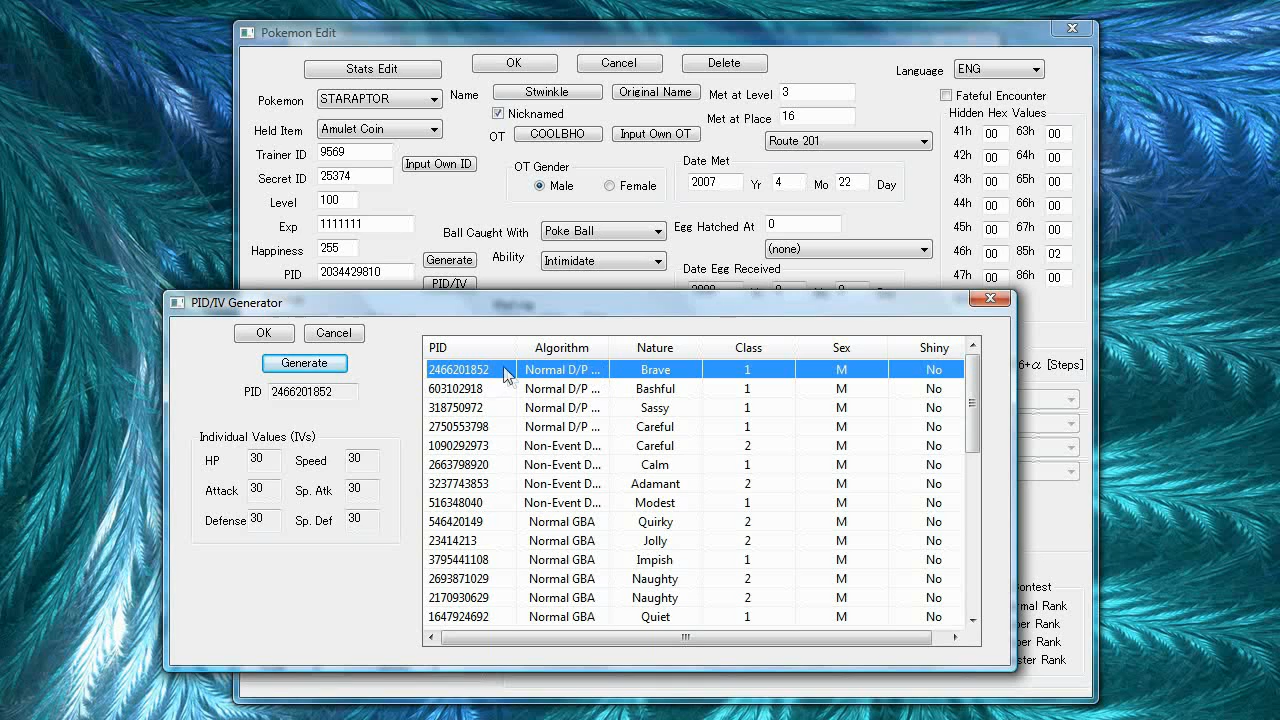 Pokemon Edit
Stats Edit
OK
Cancel
Delete
Language
ENG
Pokemon
STARAPTOR
Name
Stwinkle
Original Name
Met at Level
3
Fateful Encounter
Nicknamed
Met at Place
16
Hidden Hex Values
Held Item
Amulet Coin
OT
COOLBHO
Input Own OT
Route 201
41h 00 63h 00
Trainer ID
9569
Input Own ID
42h 00 64h 00
Secret ID
25374
OT Gender
Male
Female
Date Met
2007 Yr 4 Mo 22 Day
43h 00 65h 00
Level
100
44h 00 66h 00
Exp
1111111
Ball Caught With
Poke Ball
Egg Hatched At
0
45h 00 67h 00
Happiness
255
Generate
Ability
Intimidate
(none)
46h 00 85h 02
PID
2034429810
PID/IV
Date Egg Received
47h 00 86h 00
PID/IV Generator
OK
Cancel
Generate
PID 2466201852
Individual Values (IVs)
HP 30 Speed 30
Attack 30 Sp. Atk 30
Defense 30 Sp. Def 30
PID Algorithm Nature Class Sex Shiny
2466201852 Normal D/P ... Brave 1 M No
603102918 Normal D/P ... Bashful 1 M No
318750972 Normal D/P ... Sassy 1 M No
2750553798 Normal D/P ... Careful 1 M No
1090292973 Non-Event D... Careful 2 M No
2663798920 Non-Event D... Calm 1 M No
3237743853 Non-Event D... Adamant 2 M No
516348040 Non-Event D... Modest 1 M No
546420149 Normal GBA Quirky 2 M No
23414213 Normal GBA Jolly 2 M No
3795441108 Normal GBA Impish 1 M No
2693871029 Normal GBA Naughty 2 M No
2170930629 Normal GBA Naughty 2 M No
1647924692 Normal GBA Quiet 1 M No
6+α [Steps]
ontest
mal Rank
per Rank
ster Rank